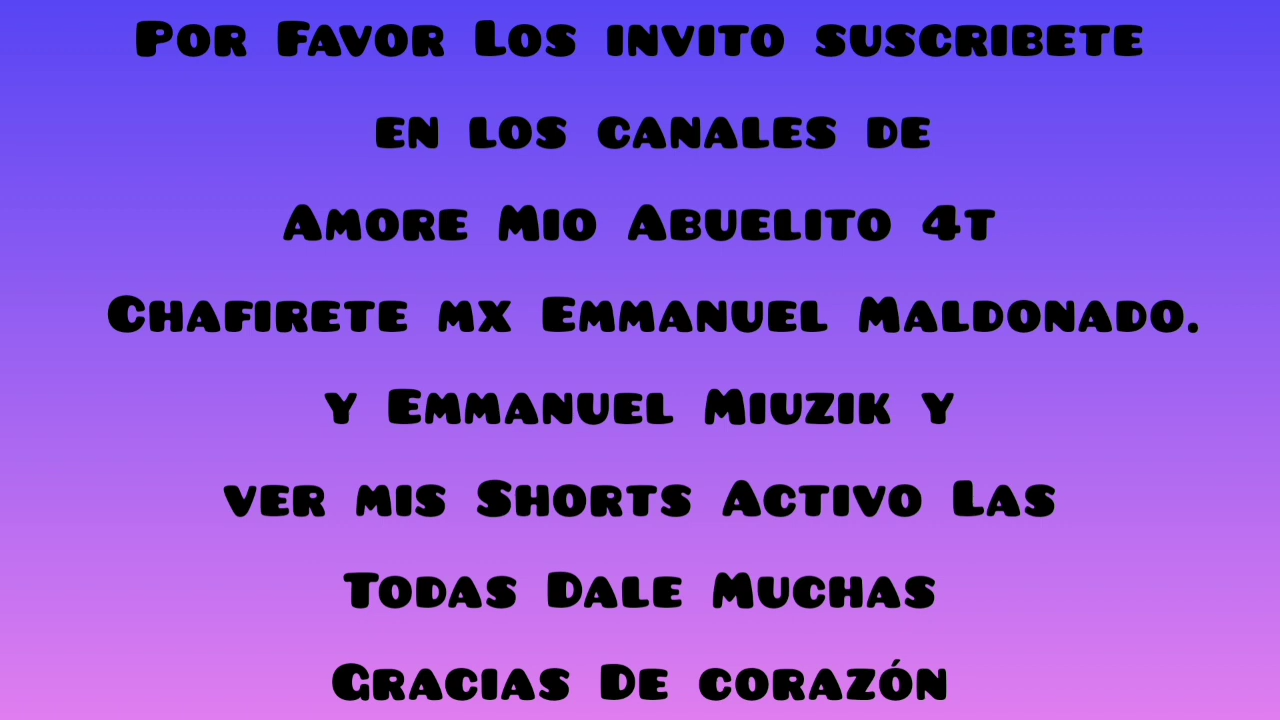 Por Favor Los invito suscribete
en los canales de
Amore Mio Abuelito 4t
Chafirete mx Emmanuel Maldonado.
y Emmanuel Miuzik y
ver mis Shorts Activo Las
Todas Dale Muchas
Gracias De corazón